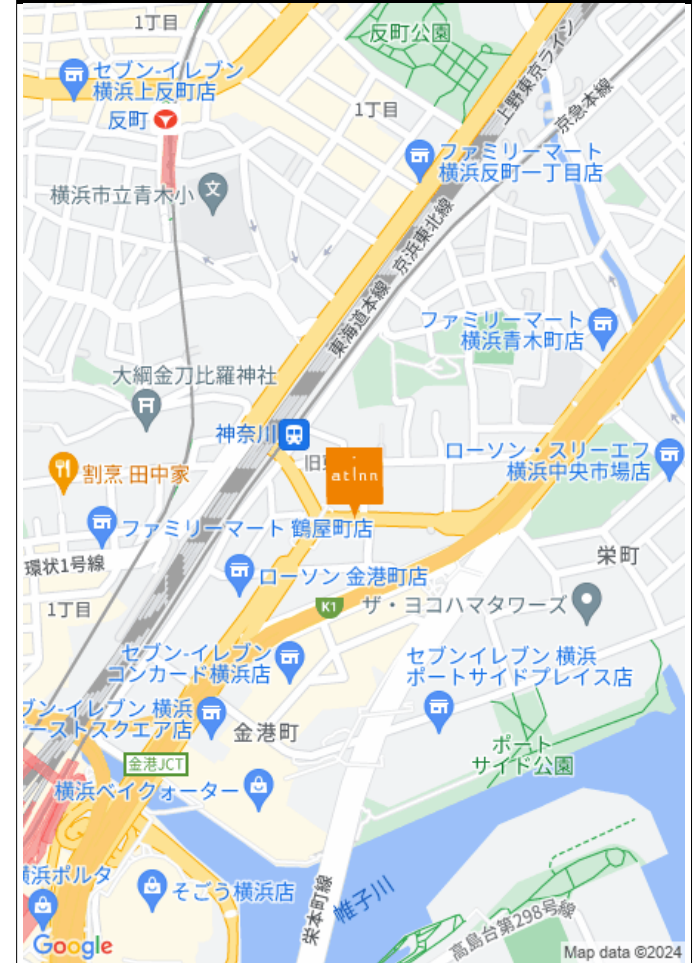 1丁目
反町公園
上野東京ライン
セブン-イレブン
横浜上反町店
京急本線
1丁目
反町
ファミリーマート
横浜反町一丁目店
横浜市立青木小
文
京浜東北線
東海道本線
ファミリーマート
横浜青木町店
大綱金刀比羅神社
神奈川
旧東
atinn
ローソン・スリーエフ
横浜中央市場店
割烹 田中家
ファミリーマート 鶴屋町店
環状1号線
栄町
ローソン 金港町店
1丁目
K1
ザ・ヨコハマタワーズ
セブン-イレブン
コンカード横浜店
セブンイレブン 横浜
ポートサイドプレイス店
ブン-イレブン 横浜
ーストスクエア店
金港町
ポート
サイド公園
金港JCT
横浜ベイクォーター
横浜ポルタ
そごう横浜店
栄本町線
帷子川
高島台第298号線
Google
Map data ©2024